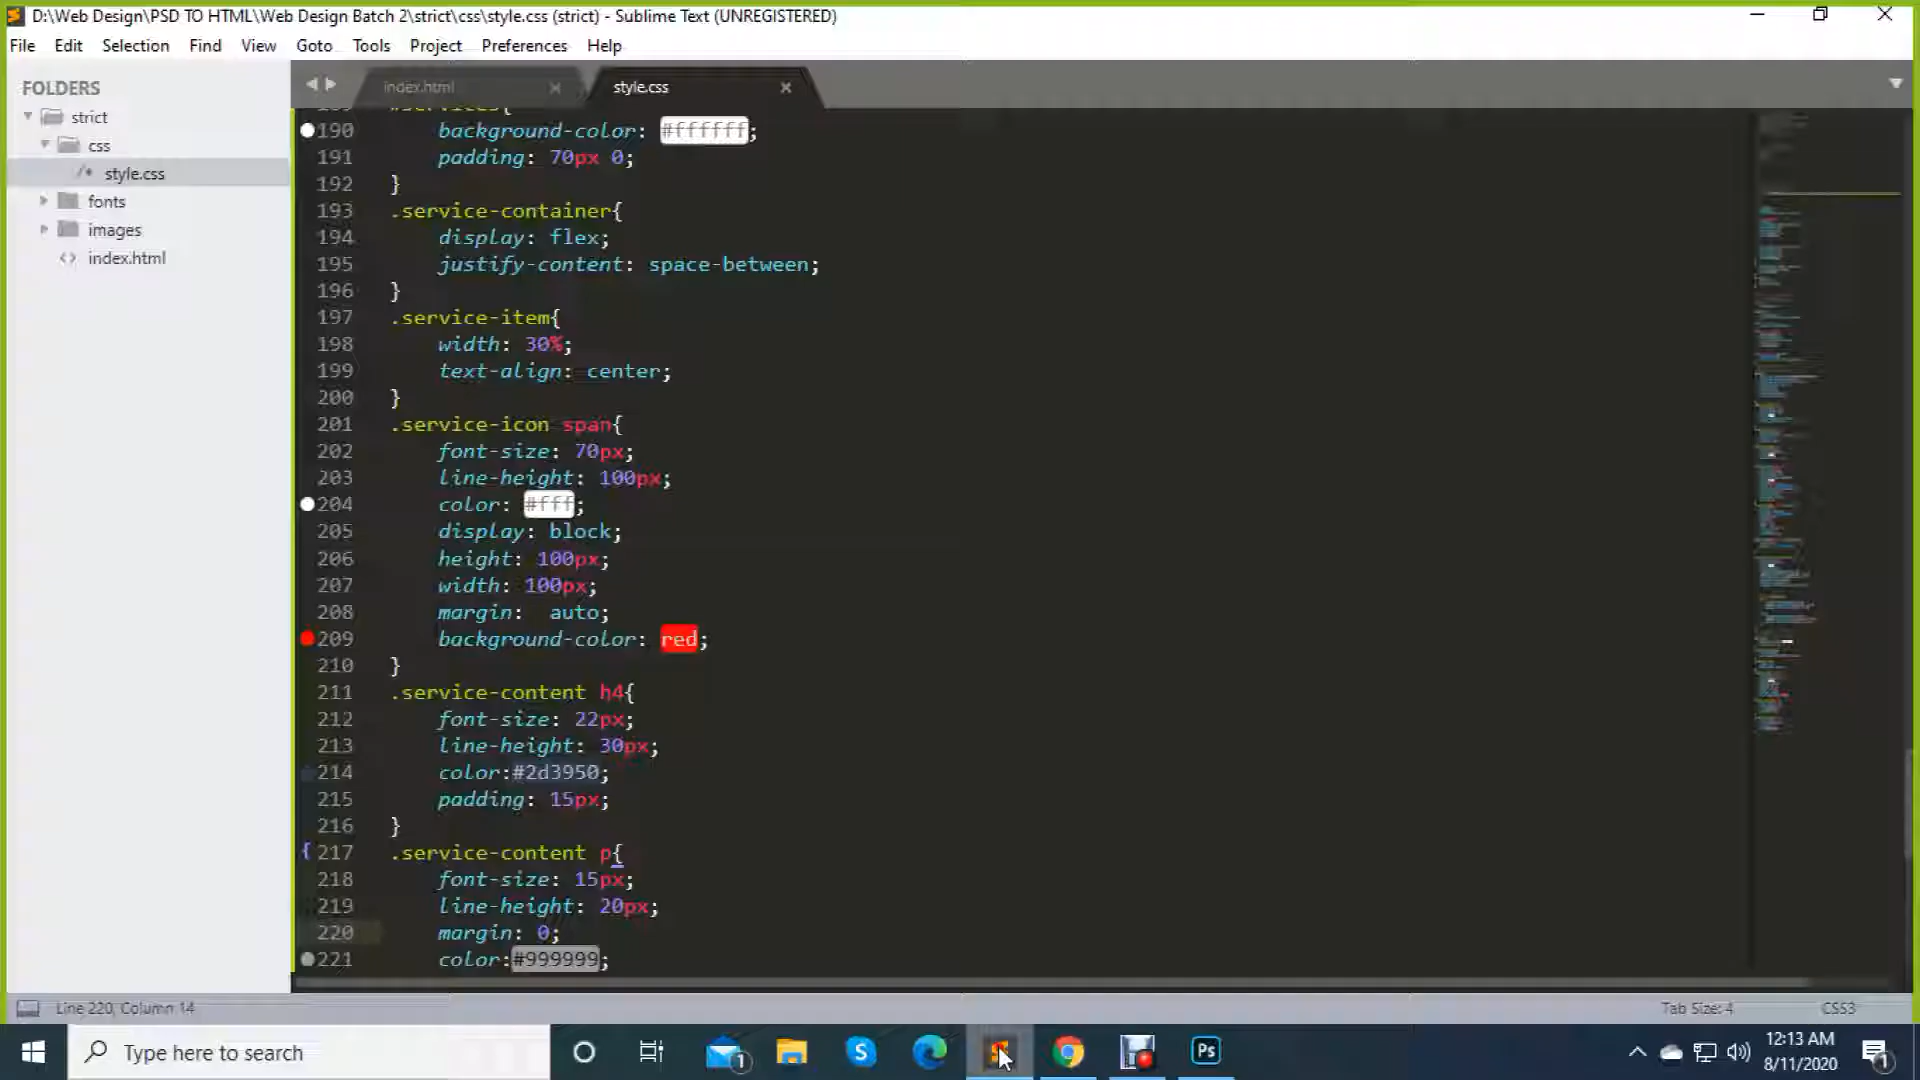 D:\Web Design\PSD TO HTML\Web Design Batch 2\strict\css\style.css (strict) - Sublime Text (UNREGISTERED)
File Edit Selection Find View Goto Tools Project Preferences Help
FOLDERS
strict
css
/* style.css
fonts
images
<> index.html
index.html × style.css ×
190 background-color: #ffffff;
191 padding: 70px 0;
192 }
193 .service-container{
194 display: flex;
195 justify-content: space-between;
196 }
197 .service-item{
198 width: 30%;
199 text-align: center;
200 }
201 .service-icon span{
202 font-size: 70px;
203 line-height: 100px;
204 color: #fff;
205 display: block;
206 height: 100px;
207 width: 100px;
208 margin:  auto;
209 background-color: red;
210 }
211 .service-content h4{
212 font-size: 22px;
213 line-height: 30px;
214 color:#2d3950;
215 padding: 15px;
216 }
{ 217 .service-content p{
218 font-size: 15px;
219 line-height: 20px;
220 margin: 0;
221 color:#999999;
Line 220, Column 14 Tab Size: 4 CSS3
Type here to search
1
Ps
12:13 AM
8/11/2020
1